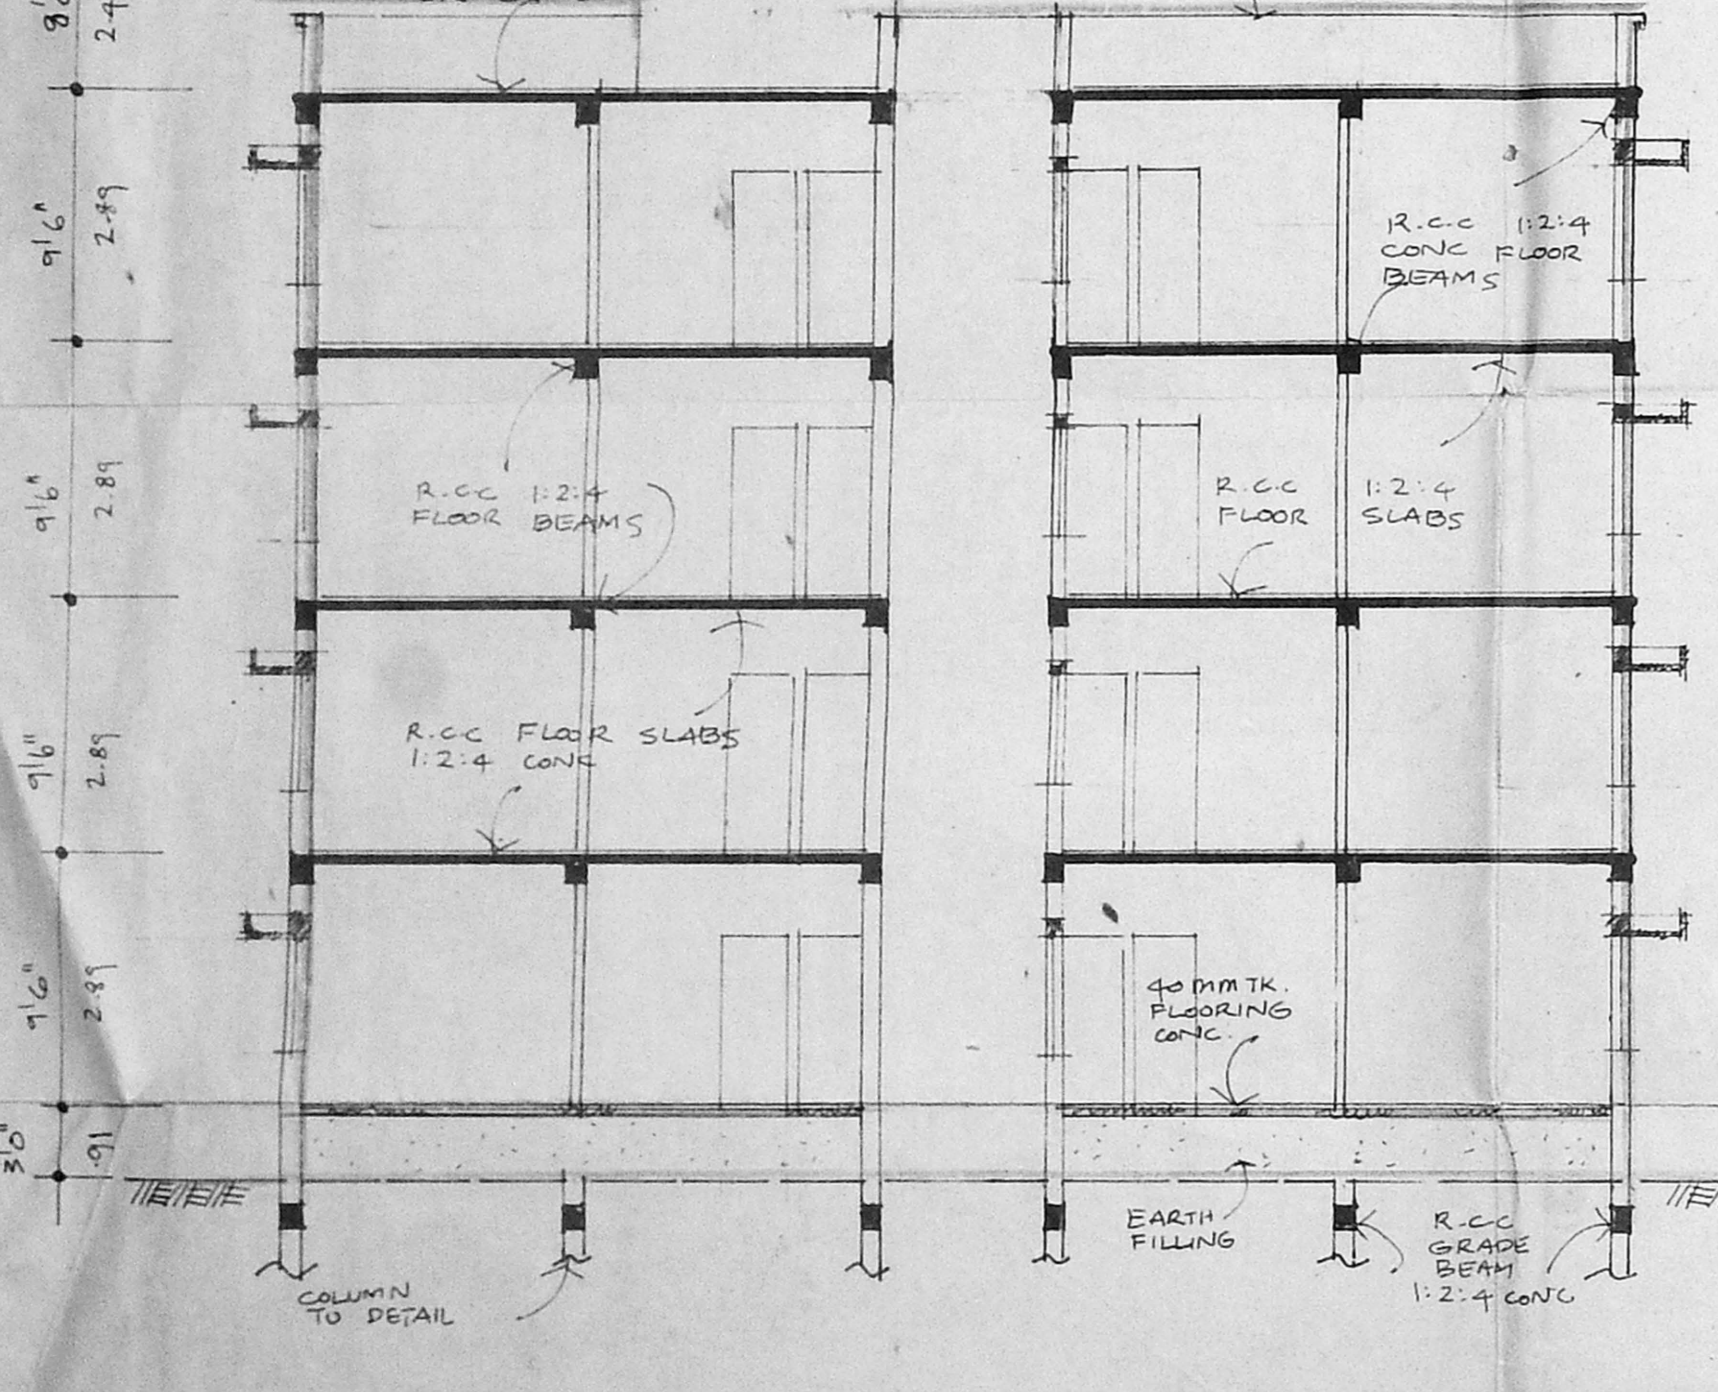 9'6"
2.89
R.C.C 1:2:4
CONC FLOOR
BEAMS
9'6"
2.89
R.C.C 1:2:4
FLOOR BEAMS
R.C.C 1:2:4
FLOOR SLABS
9'6"
2.89
R.C.C FLOOR SLABS
1:2:4 CONC
9'6"
2.89
40mm TK.
FLOORING
CONC.
3'0"
.91
EARTH
FILLING
R.C.C
GRADE
BEAM
1:2:4 CONC
COLUMN
TO DETAIL